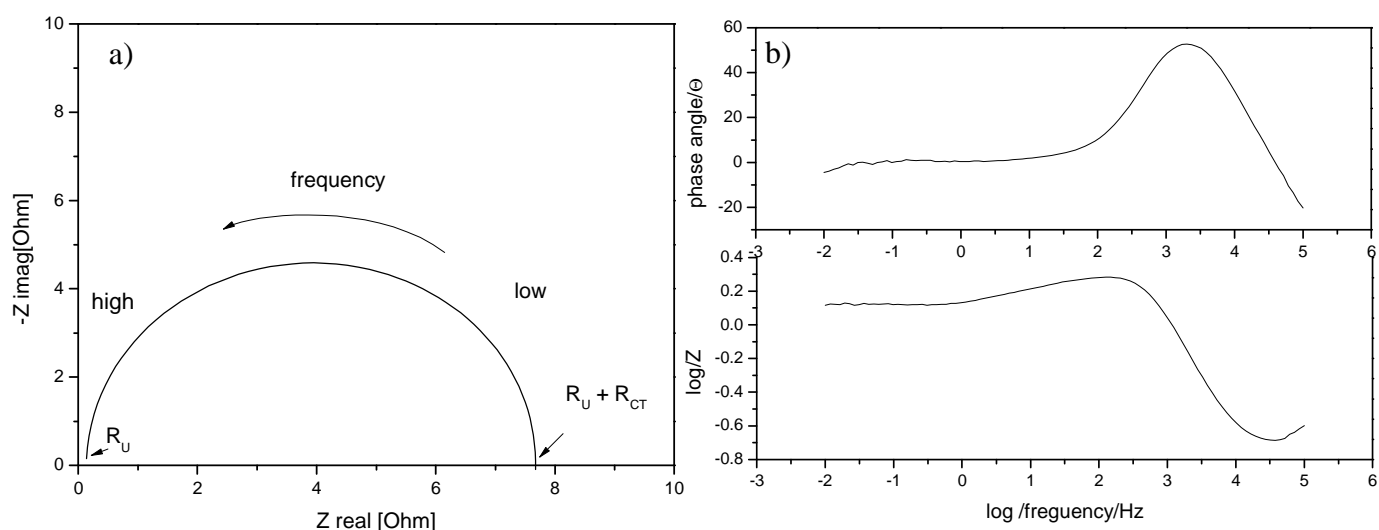 a)
10
8
6
4
2
0
-Z imag[Ohm]
frequency
high
low
R_U
R_U + R_CT
0 2 4 6 8 10
Z real [Ohm]
b)
60
40
20
0
-20
phase angle/Θ
-3 -2 -1 0 1 2 3 4 5 6
0.4
0.2
0.0
-0.2
-0.4
-0.6
-0.8
log/Z
-3 -2 -1 0 1 2 3 4 5 6
log /freguency/Hz